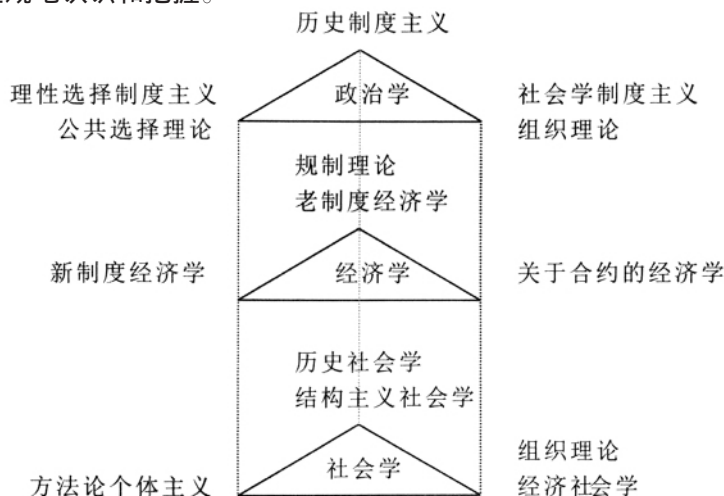 历史制度主义
理性选择制度主义
公共选择理论
政治学
社会学制度主义
组织理论
规制理论
老制度经济学
新制度经济学
经济学
关于合约的经济学
历史社会学
结构主义社会学
方法论个体主义
社会学
组织理论
经济社会学